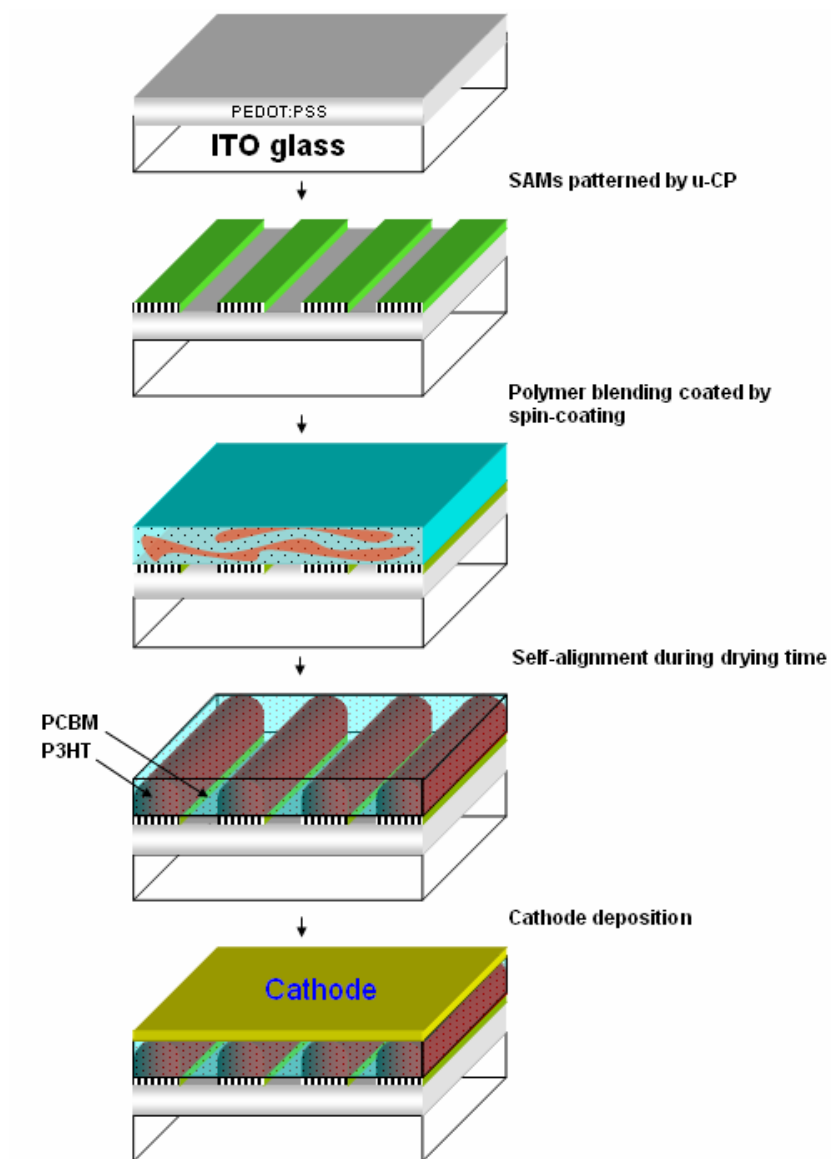 PEDOT:PSS
ITO glass
SAMs patterned by u-CP
Polymer blending coated by
spin-coating
Self-alignment during drying time
PCBM
P3HT
Cathode deposition
Cathode